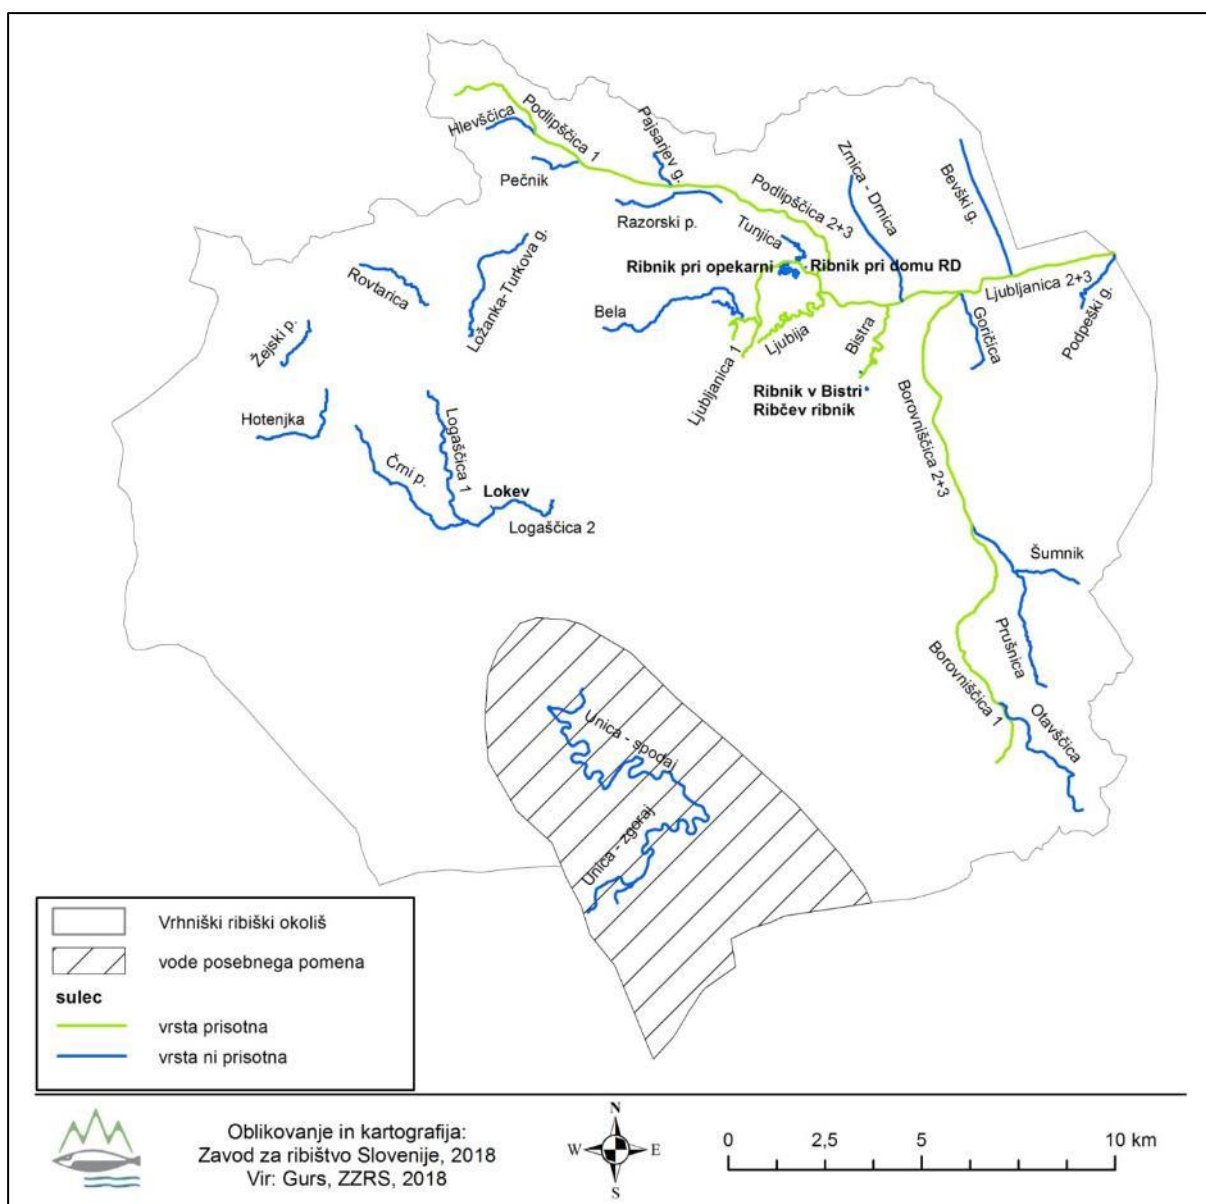 Podlipščica 1
Hlevščica
Pečnik
Pajsarjev g.
Razorski p.
Podlipščica 2+3
Tunjica
Zrnica - Drnica
Bevški g.
Ribnik pri opekarni
Ribnik pri domu RD
Ljubljanica 2+3
Podpeški g.
Rovtarica
Ložanka-Turkova g.
Žejski p.
Bela
Ljubljanica 1
Ljubija
Bistra
Goričica
Ribnik v Bistri
Ribčev ribnik
Hotenjka
Črni p.
Logaščica 1
Lokev
Logaščica 2
Borovniščica 2+3
Šumnik
Prušnica
Borovniščica 1
Otavščica
Unica - spodaj
Unica - zgoraj
Vrhniški ribiški okoliš
vode posebnega pomena
sulec
vrsta prisotna
vrsta ni prisotna
Oblikovanje in kartografija:
Zavod za ribištvo Slovenije, 2018
Vir: Gurs, ZZRS, 2018
N
W E
S
0 2,5 5 10 km